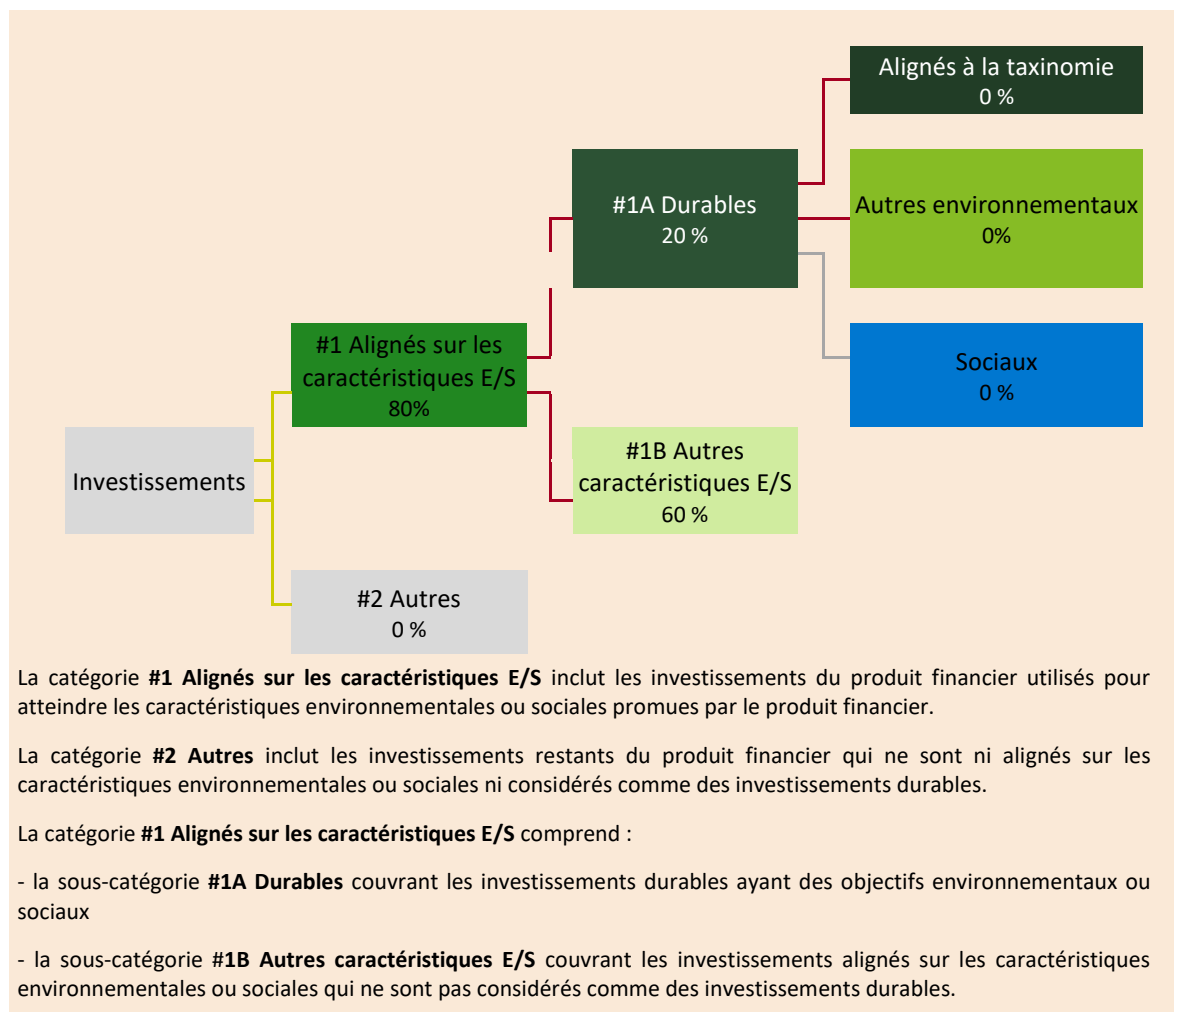 Alignés à la taxinomie
0 %
#1A Durables
20 %
Autres environnementaux
0%
#1 Alignés sur les
caractéristiques E/S
80%
Sociaux
0 %
Investissements
#1B Autres
caractéristiques E/S
60 %
#2 Autres
0 %
La catégorie #1 Alignés sur les caractéristiques E/S inclut les investissements du produit financier utilisés pour
atteindre les caractéristiques environnementales ou sociales promues par le produit financier.
La catégorie #2 Autres inclut les investissements restants du produit financier qui ne sont ni alignés sur les
caractéristiques environnementales ou sociales ni considérés comme des investissements durables.
La catégorie #1 Alignés sur les caractéristiques E/S comprend :
- la sous-catégorie #1A Durables couvrant les investissements durables ayant des objectifs environnementaux ou
sociaux
- la sous-catégorie #1B Autres caractéristiques E/S couvrant les investissements alignés sur les caractéristiques
environnementales ou sociales qui ne sont pas considérés comme des investissements durables.